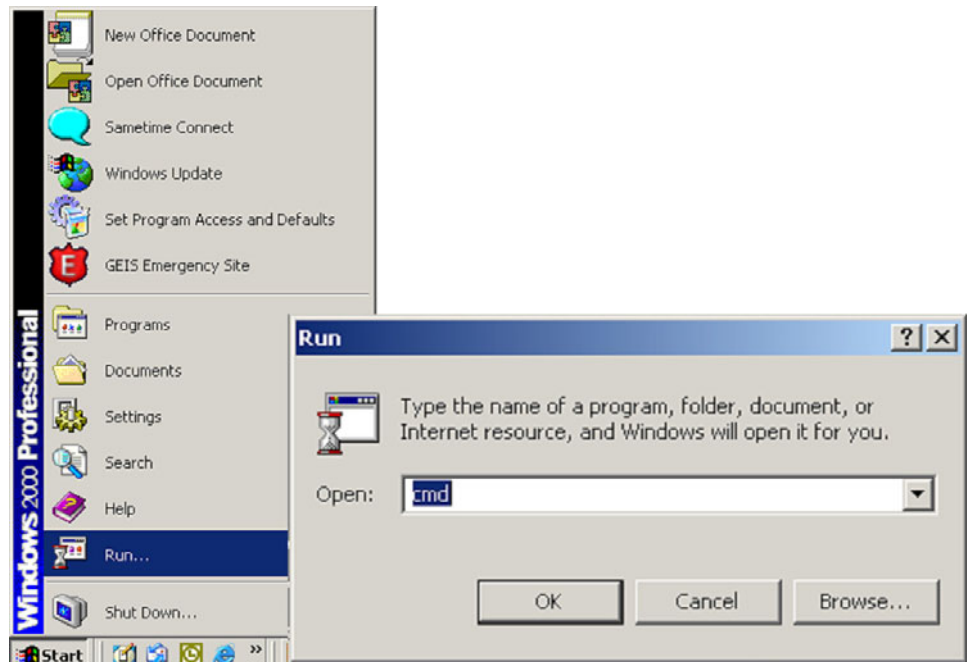 New Office Document
Open Office Document
Sametime Connect
Windows Update
Set Program Access and Defaults
E
GEIS Emergency Site
Programs
Documents
Settings
Search
Help
Run...
Shut Down...
Windows 2000 Professional
Start
»
Run
?
X
Type the name of a program, folder, document, or
Internet resource, and Windows will open it for you.
Open:
cmd
OK
Cancel
Browse...